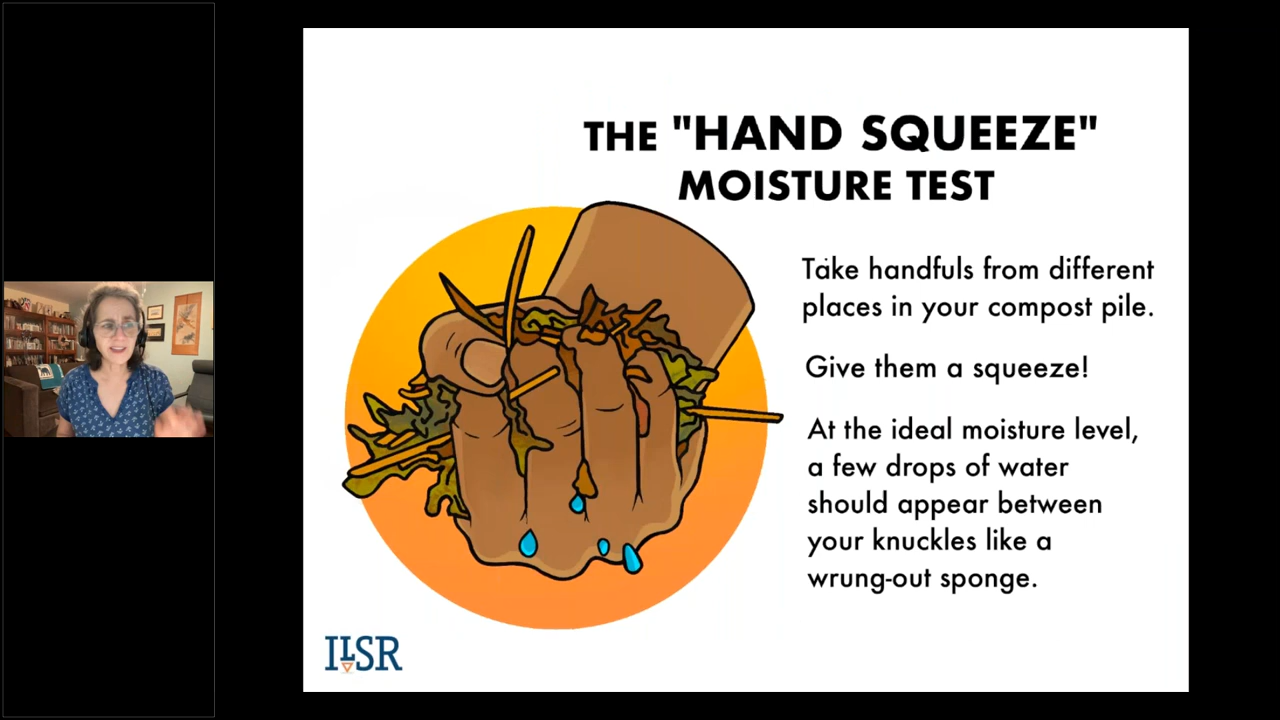 THE "HAND SQUEEZE"
MOISTURE TEST
Take handfuls from different
places in your compost pile.
Give them a squeeze!
At the ideal moisture level,
a few drops of water
should appear between
your knuckles like a
wrung-out sponge.
ILSR